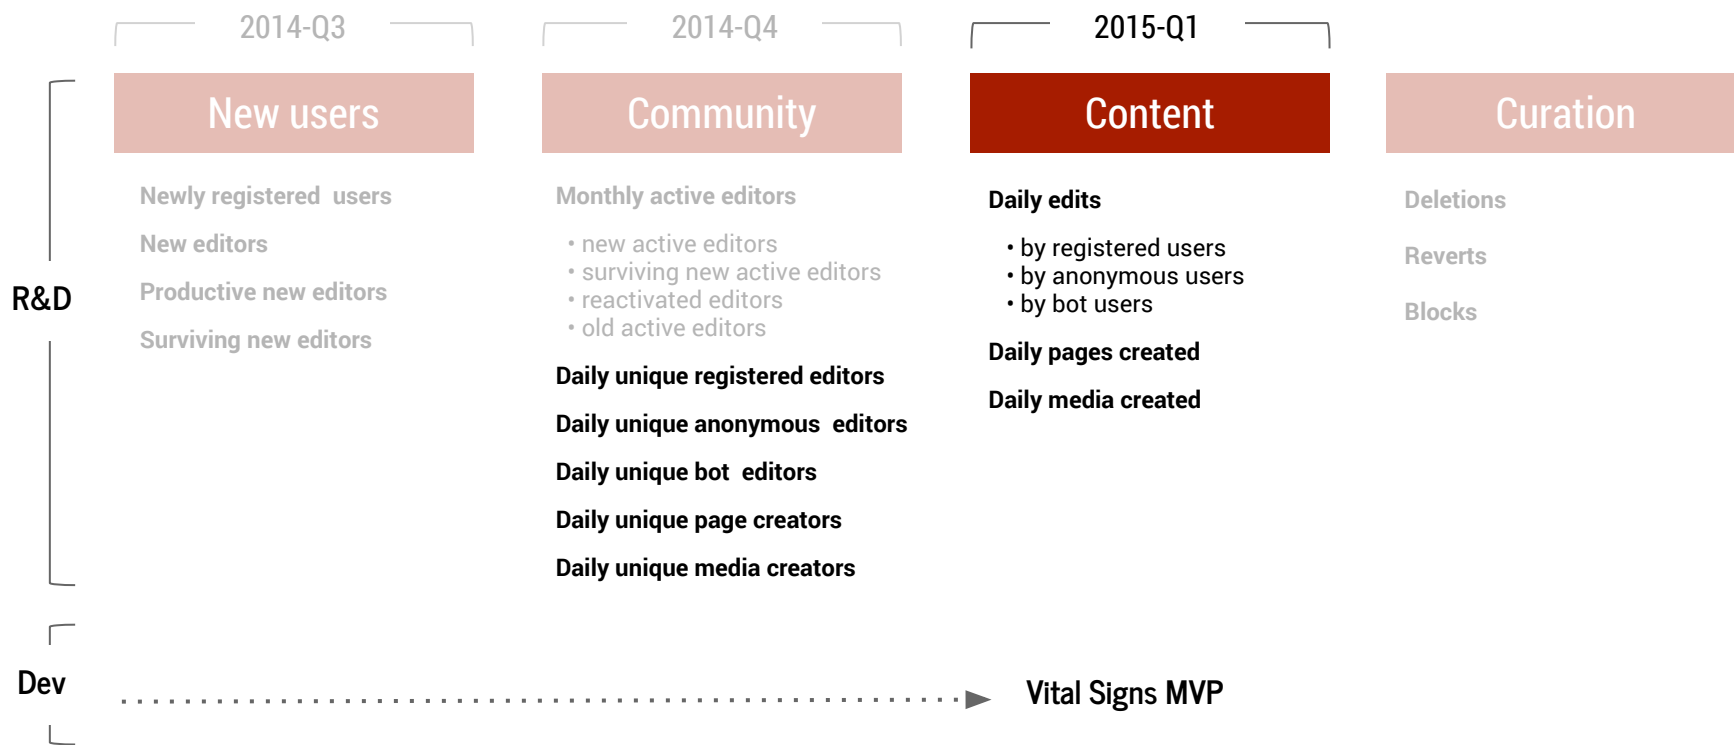 2014-Q3
2014-Q4
2015-Q1
New users
Community
Content
Curation
R&D
Newly registered users
New editors
Productive new editors
Surviving new editors
Monthly active editors
• new active editors
• surviving new active editors
• reactivated editors
• old active editors
Daily unique registered editors
Daily unique anonymous editors
Daily unique bot editors
Daily unique page creators
Daily unique media creators
Daily edits
• by registered users
• by anonymous users
• by bot users
Daily pages created
Daily media created
Deletions
Reverts
Blocks
Dev
Vital Signs MVP